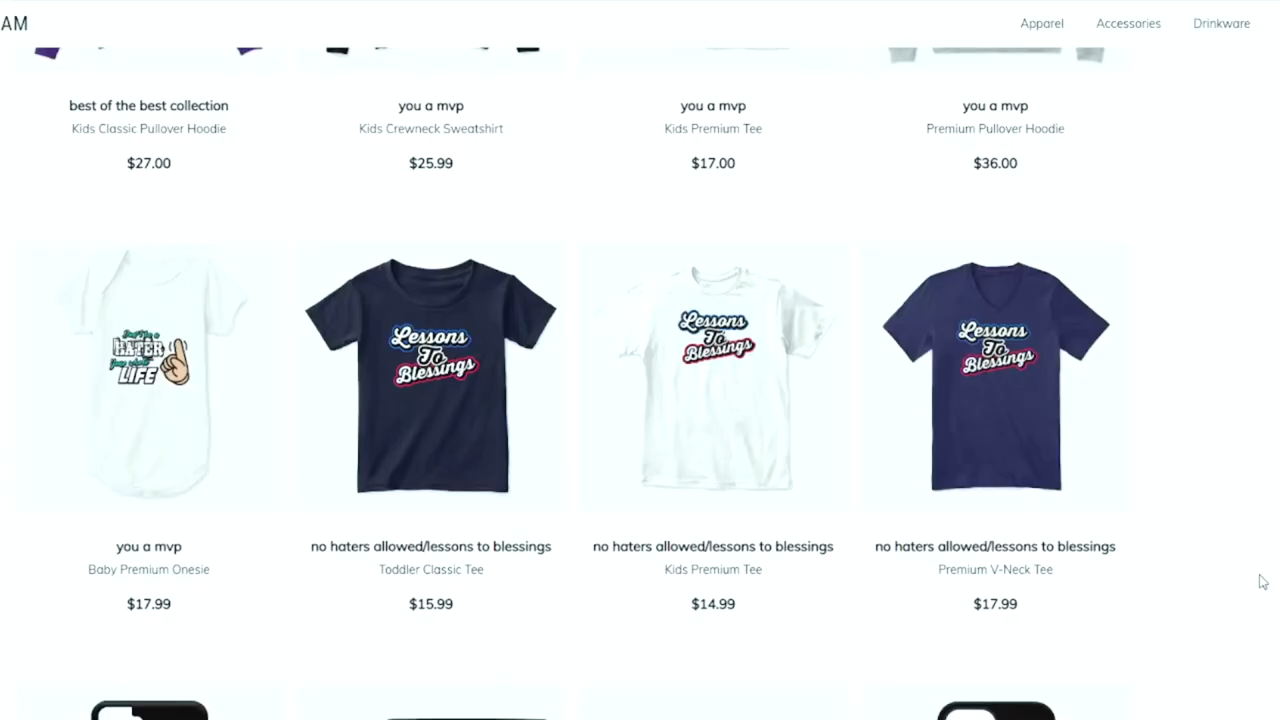 AM
Apparel Accessories Drinkware
best of the best collection
Kids Classic Pullover Hoodie
$27.00
you a mvp
Kids Crewneck Sweatshirt
$25.99
you a mvp
Kids Premium Tee
$17.00
you a mvp
Premium Pullover Hoodie
$36.00
HATER
LIFE
you a mvp
Baby Premium Onesie
$17.99
Lessons
To
Blessings
no haters allowed/lessons to blessings
Toddler Classic Tee
$15.99
Lessons
To
Blessings
no haters allowed/lessons to blessings
Kids Premium Tee
$14.99
Lessons
To
Blessings
no haters allowed/lessons to blessings
Premium V-Neck Tee
$17.99